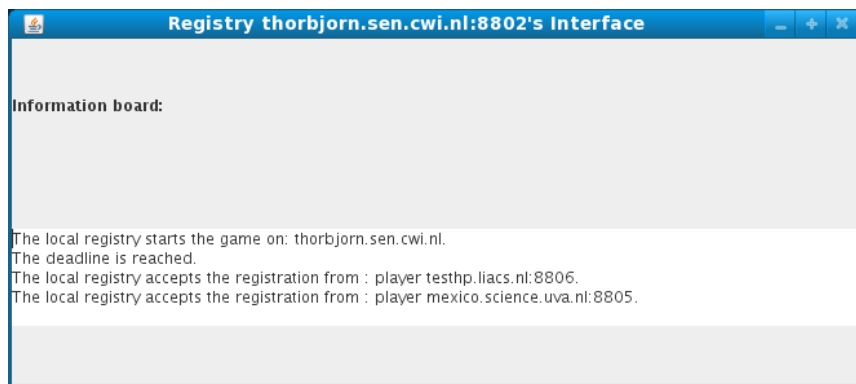 Registry thorbjorn.sen.cwi.nl:8802's Interface
Information board:
The local registry starts the game on: thorbjorn.sen.cwi.nl.
The deadline is reached.
The local registry accepts the registration from : player testhp.liacs.nl:8806.
The local registry accepts the registration from : player mexico.science.uva.nl:8805.